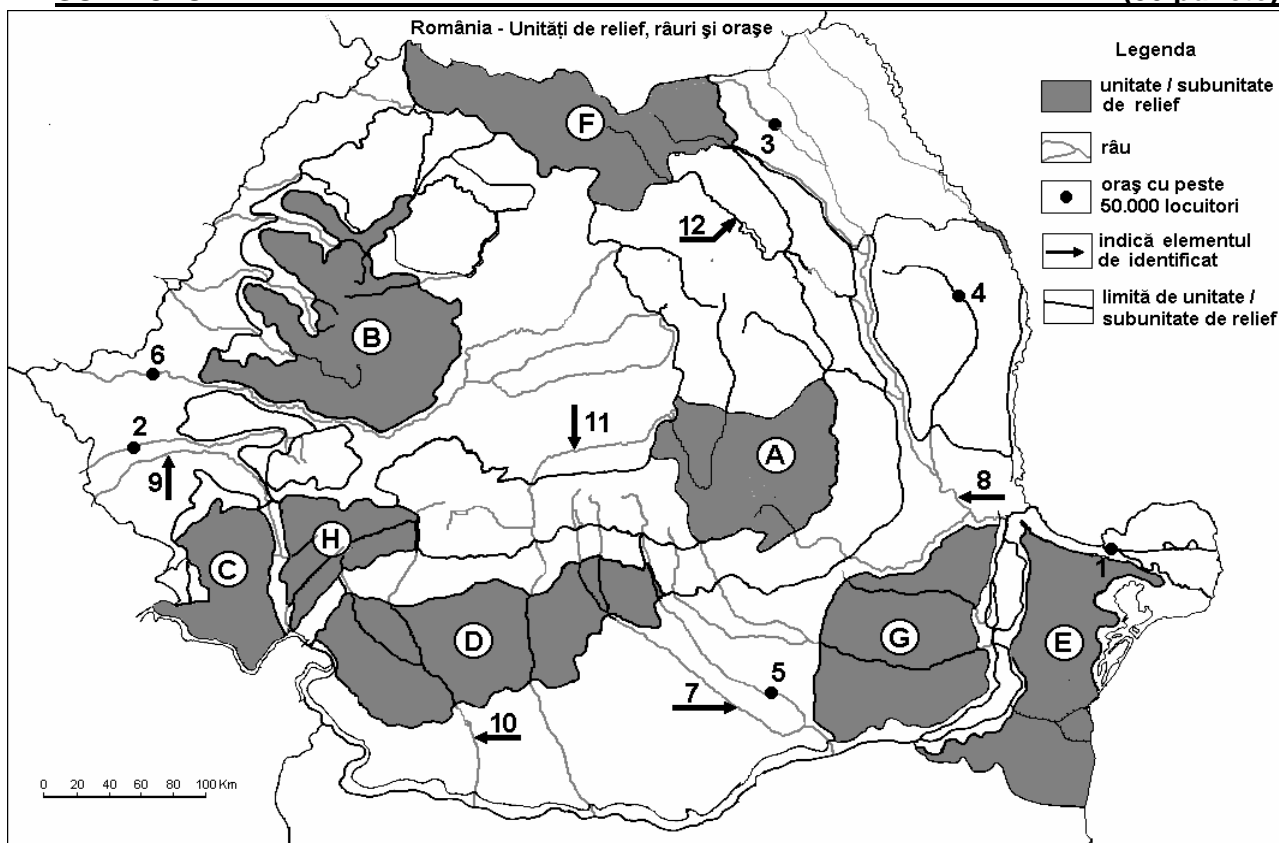 România - Unități de relief, râuri și orașe
Legenda
unitate / subunitate
de relief
râu
oraș cu peste
50.000 locuitori
indică elementul
de identificat
limită de unitate /
subunitate de relief
F
3
12
4
B
6
2
11
A
9
8
H
C
1
D
G
E
5
7
10
0 20 40 60 80 100 Km